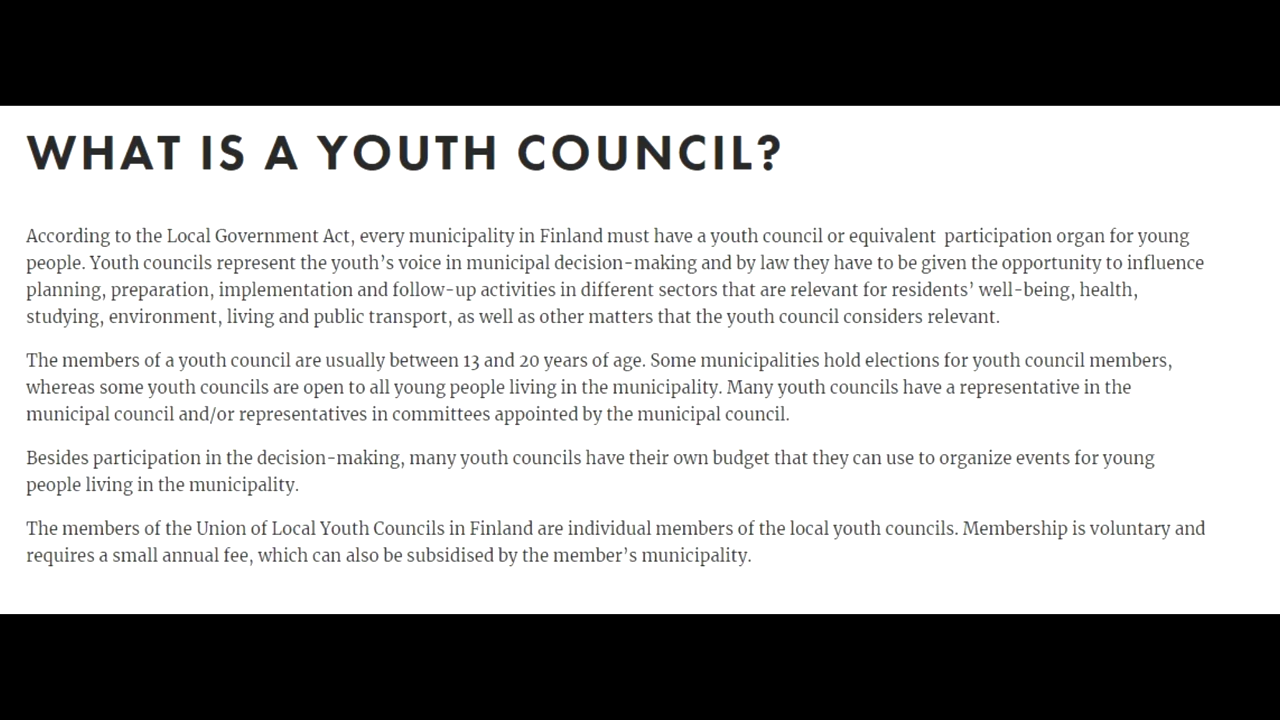 WHAT IS A YOUTH COUNCIL?
According to the Local Government Act, every municipality in Finland must have a youth council or equivalent  participation organ for young
people. Youth councils represent the youth’s voice in municipal decision-making and by law they have to be given the opportunity to influence
planning, preparation, implementation and follow-up activities in different sectors that are relevant for residents’ well-being, health,
studying, environment, living and public transport, as well as other matters that the youth council considers relevant.
The members of a youth council are usually between 13 and 20 years of age. Some municipalities hold elections for youth council members,
whereas some youth councils are open to all young people living in the municipality. Many youth councils have a representative in the
municipal council and/or representatives in committees appointed by the municipal council.
Besides participation in the decision-making, many youth councils have their own budget that they can use to organize events for young
people living in the municipality.
The members of the Union of Local Youth Councils in Finland are individual members of the local youth councils. Membership is voluntary and
requires a small annual fee, which can also be subsidised by the member’s municipality.